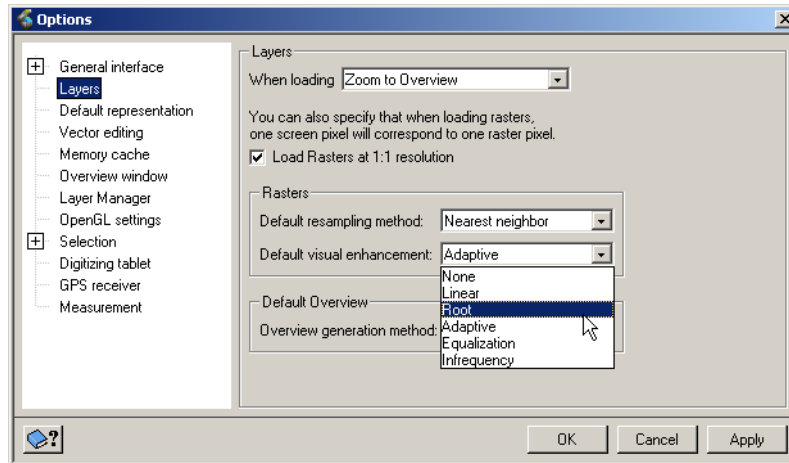 Options
General interface
Layers
Default representation
Vector editing
Memory cache
Overview window
Layer Manager
OpenGL settings
Selection
Digitizing tablet
GPS receiver
Measurement
Layers
When loading Zoom to Overview
You can also specify that when loading rasters,
one screen pixel will correspond to one raster pixel.
Load Rasters at 1:1 resolution
Rasters
Default resampling method: Nearest neighbor
Default visual enhancement: Adaptive
None
Linear
Root
Adaptive
Equalization
Infrequency
Default Overview
Overview generation method:
?
OK Cancel Apply